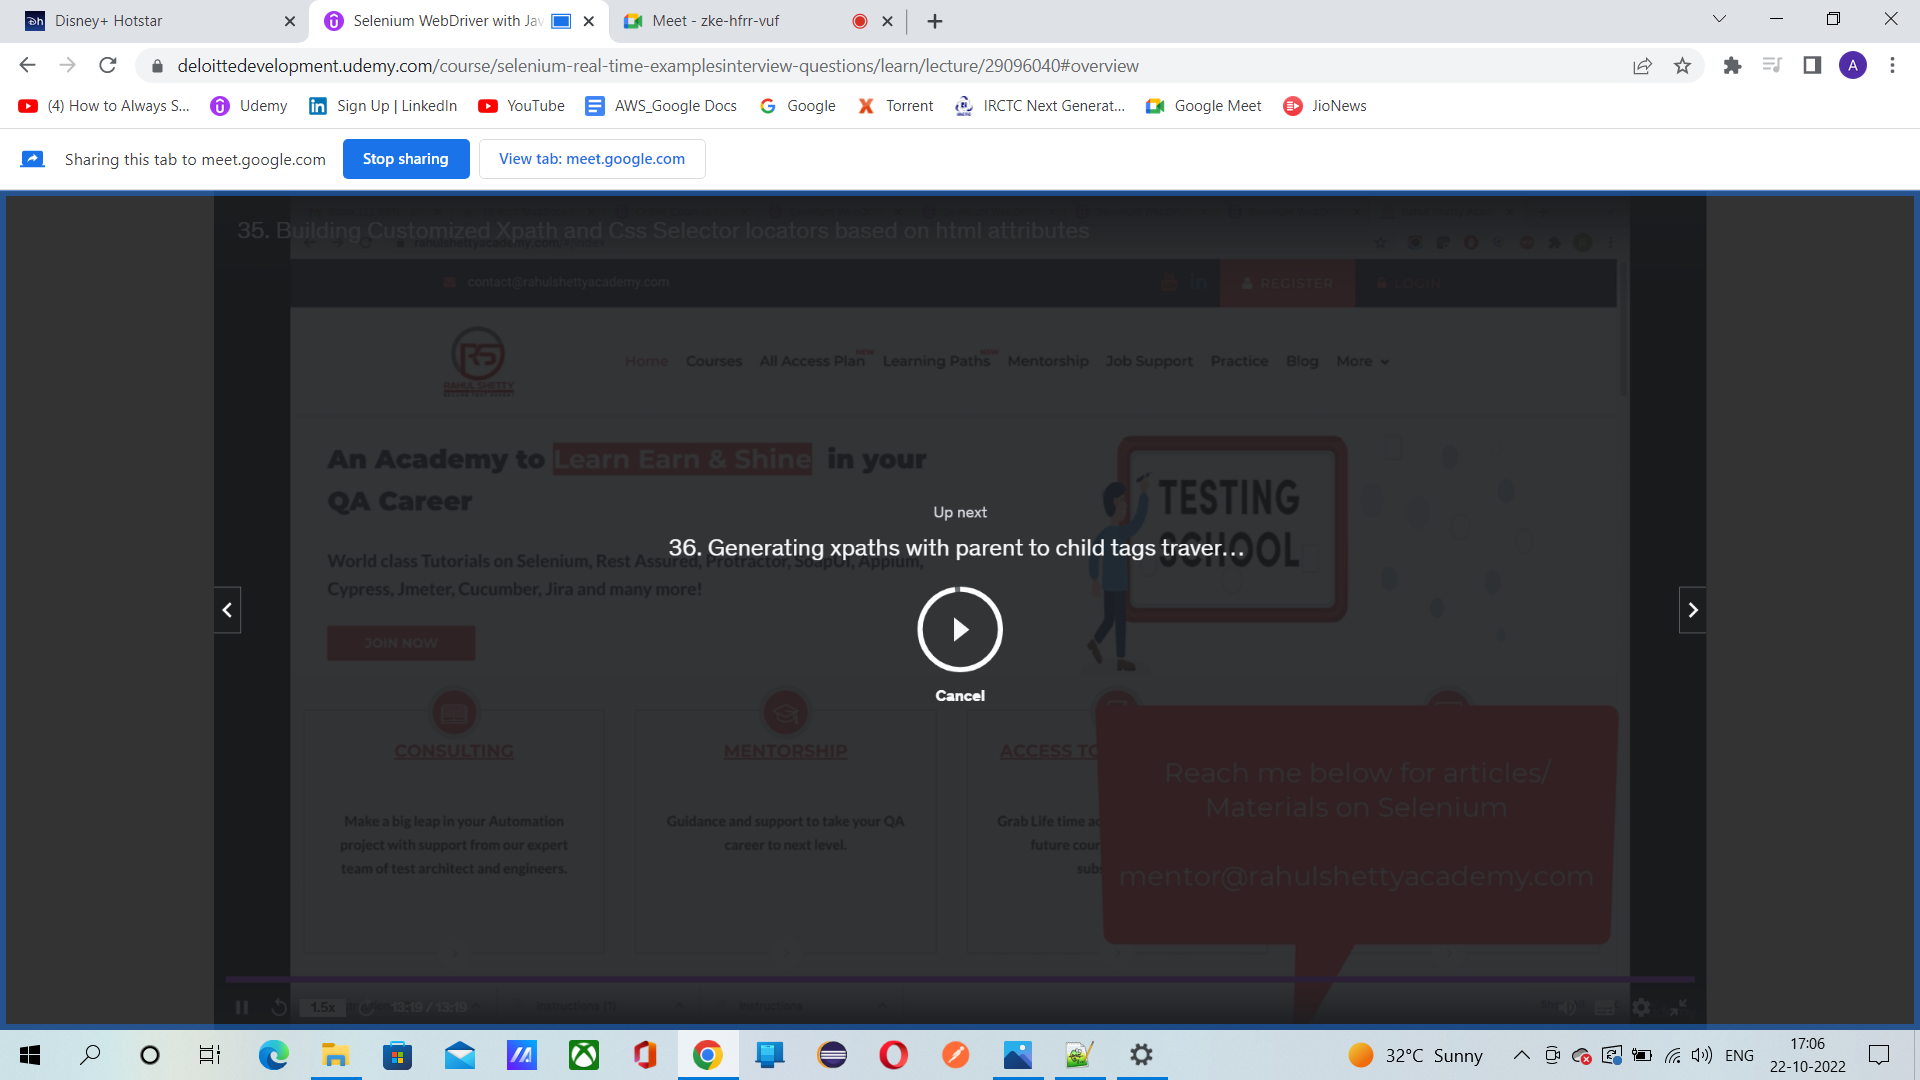 Disney+ Hotstar
Selenium WebDriver with Jav
Meet - zke-hfrr-vuf
deloittedevelopment.udemy.com/course/selenium-real-time-examplesinterview-questions/learn/lecture/29096040#overview
A
(4) How to Always S...
Udemy
Sign Up | LinkedIn
YouTube
AWS_Google Docs
Google
Torrent
IRCTC Next Generat...
Google Meet
JioNews
Sharing this tab to meet.google.com
Stop sharing
View tab: meet.google.com
35. Building Customized Xpath and Css Selector locators based on html attributes
contact@rahulshettyacademy.com
REGISTER
LOGIN
RS
RAHUL SHETTY
Home
Courses
All Access Plan
NEW
Learning Paths
NEW
Mentorship
Job Support
Practice
Blog
More
An Academy to Learn Earn & Shine in your
QA Career
TESTING
SCHOOL
Up next
36. Generating xpaths with parent to child tags traver...
World class Tutorials on Selenium, Rest Assured, Protractor, SoapUI, Appium,
Cypress, Jmeter, Cucumber, Jira and many more!
JOIN NOW
Cancel
CONSULTING
Make a big leap in your Automation
project with support from our expert
team of test architect and engineers.
MENTORSHIP
Guidance and support to take your QA
career to next level.
ACCESS TO
Grab Life time ac
future cour
subs
Reach me below for articles/
Materials on Selenium
mentor@rahulshettyacademy.com
1.5x
13:19 / 13:19
32°C Sunny
ENG
17:06
22-10-2022